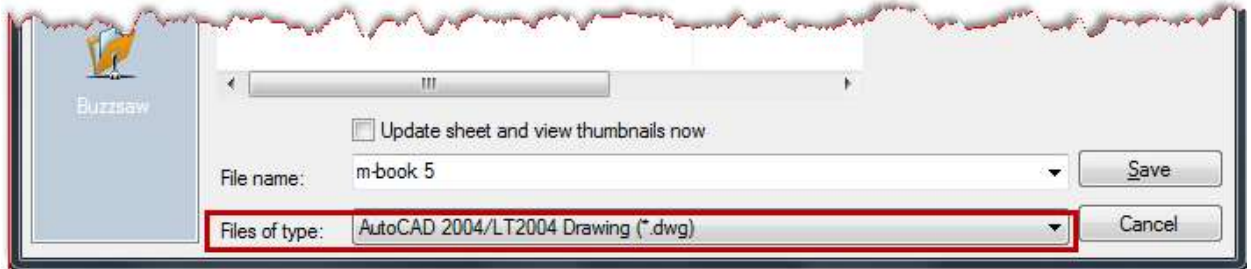 Buzzsaw
Update sheet and view thumbnails now
File name: m-book 5 Save
Files of type: AutoCAD 2004/LT2004 Drawing (*.dwg) Cancel